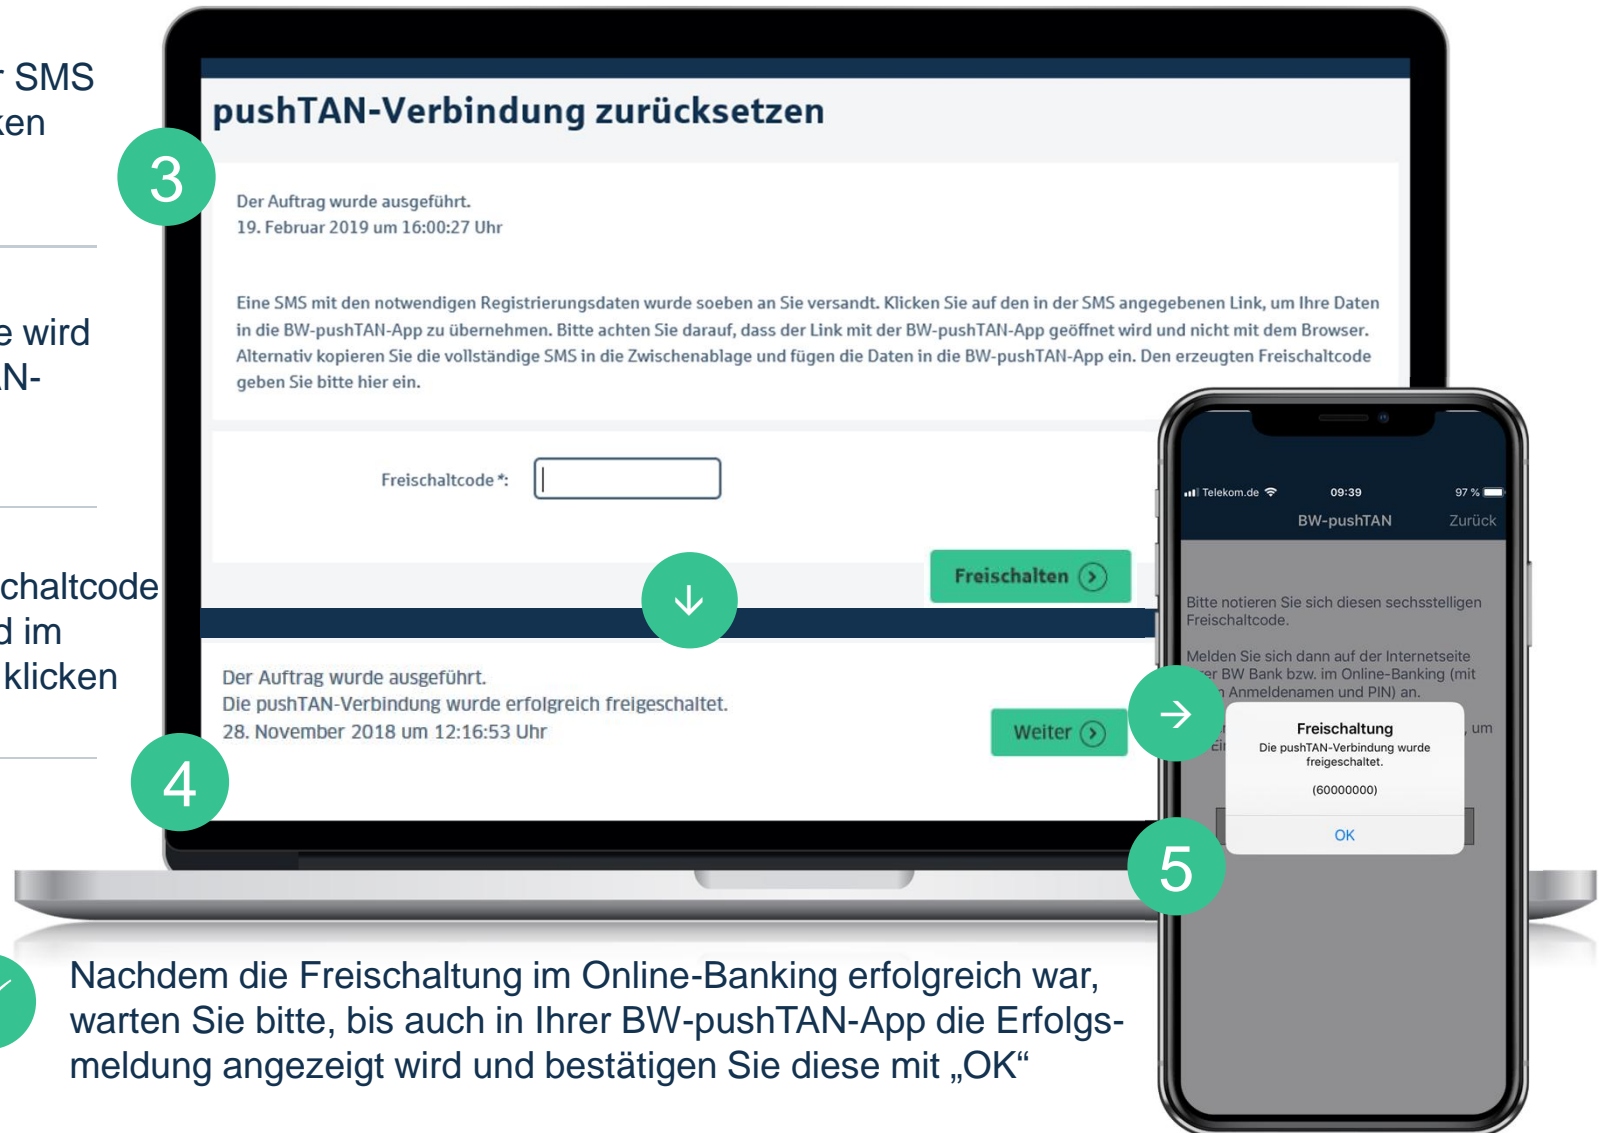 r SMS
ken
e wird
AN-
chaltcode
d im
klicken
3
pushTAN-Verbindung zurücksetzen
Der Auftrag wurde ausgeführt.
19. Februar 2019 um 16:00:27 Uhr
Eine SMS mit den notwendigen Registrierungsdaten wurde soeben an Sie versandt. Klicken Sie auf den in der SMS angegebenen Link, um Ihre Daten
in die BW-pushTAN-App zu übernehmen. Bitte achten Sie darauf, dass der Link mit der BW-pushTAN-App geöffnet wird und nicht mit dem Browser.
Alternativ kopieren Sie die vollständige SMS in die Zwischenablage und fügen die Daten in die BW-pushTAN-App ein. Den erzeugten Freischaltcode
geben Sie bitte hier ein.
Freischaltcode*:
Freischalten
Der Auftrag wurde ausgeführt.
Die pushTAN-Verbindung wurde erfolgreich freigeschaltet.
28. November 2018 um 12:16:53 Uhr
Weiter
4
Telekom.de 09:39 97 %
BW-pushTAN Zurück
Bitte notieren Sie sich diesen sechsstelligen
Freischaltcode.
Melden Sie sich dann auf der Internetseite
er BW Bank bzw. im Online-Banking (mit
n Anmeldenamen und PIN) an.
, um
Ei
Freischaltung
Die pushTAN-Verbindung wurde
freigeschaltet.
(60000000)
OK
5
Nachdem die Freischaltung im Online-Banking erfolgreich war,
warten Sie bitte, bis auch in Ihrer BW-pushTAN-App die Erfolgs-
meldung angezeigt wird und bestätigen Sie diese mit „OK“